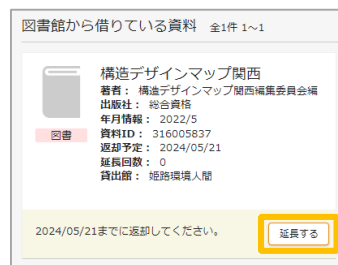 図書館から借りている資料 全1件 1~1
構造デザインマップ関西
著者： 構造デザインマップ関西編集委員会編
出版社： 総合資格
年月情報： 2022/5
図書
資料ID： 316005837
返却予定： 2024/05/21
延長回数： 0
貸出館： 姫路環境人間
2024/05/21までに返却してください。
延長する